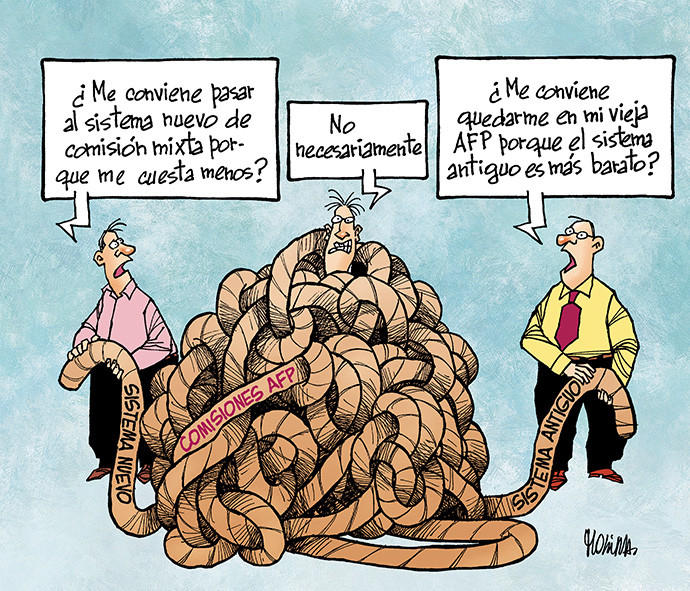 ¿Me conviene pasar
al sistema nuevo de
comisión mixta por-
que me cuesta menos?
No
necesariamente
¿Me conviene
quedarme en mi vieja
AFP porque el sistema
antiguo es más barato?
SISTEMA NUEVO
COMISIONES AFP
SISTEMA ANTIGUO
MOLINA.